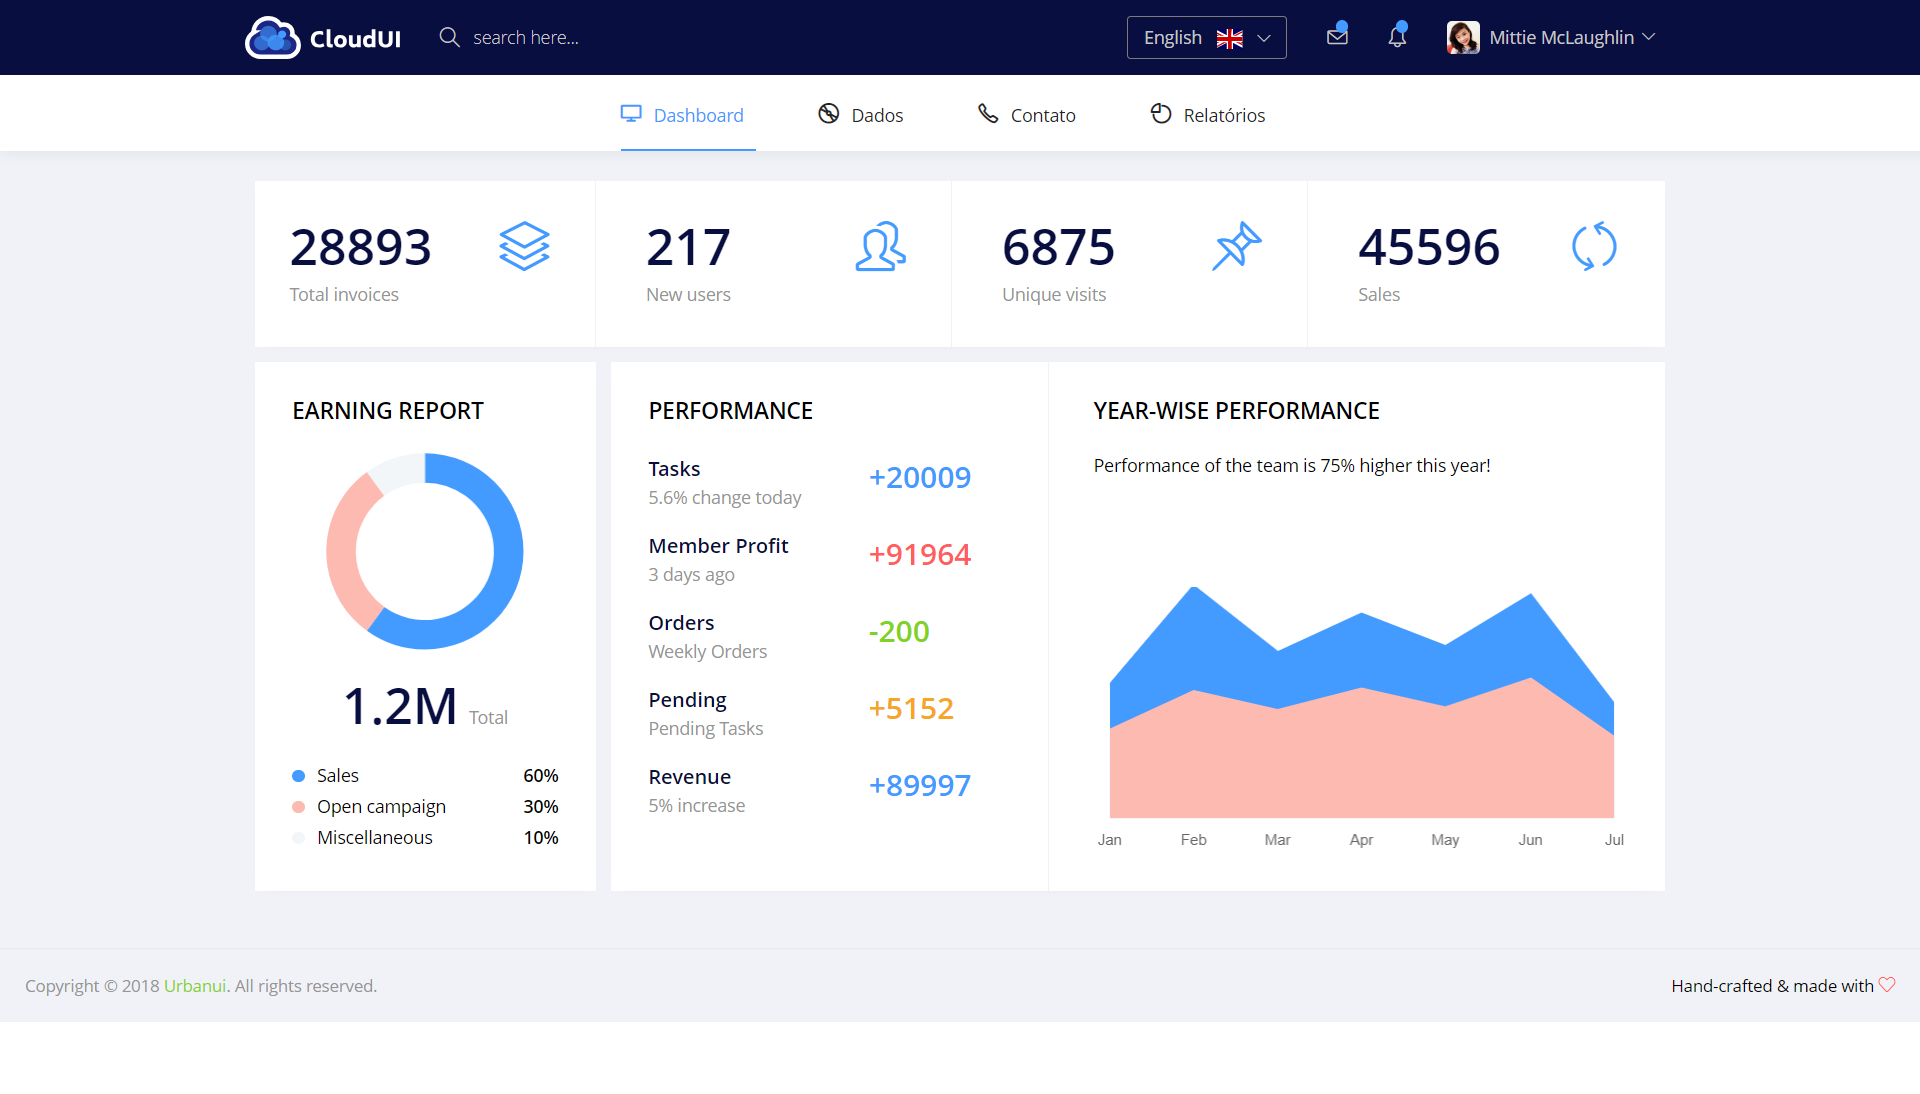 CloudUI
search here...
English
Mittie McLaughlin
Dashboard
Dados
Contato
Relatórios
28893
Total invoices
217
New users
6875
Unique visits
45596
Sales
EARNING REPORT
1.2M Total
Sales 60%
Open campaign 30%
Miscellaneous 10%
PERFORMANCE
Tasks
5.6% change today
+20009
Member Profit
3 days ago
+91964
Orders
Weekly Orders
-200
Pending
Pending Tasks
+5152
Revenue
5% increase
+89997
YEAR-WISE PERFORMANCE
Performance of the team is 75% higher this year!
Jan Feb Mar Apr May Jun Jul
Copyright © 2018 Urbanui. All rights reserved.
Hand-crafted & made with